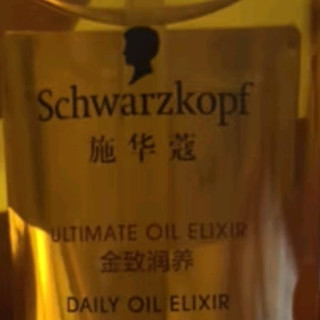 Schwarzkopf
施华蔻
ULTIMATE OIL ELIXIR
金致润养
DAILY OIL ELIXIR